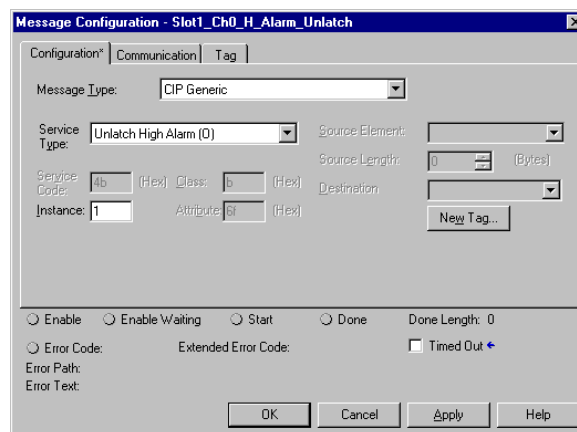 Message Configuration - Slot1_Ch0_H_Alarm_Unlatch
Configuration* Communication Tag
Message Type: CIP Generic
Service Type: Unlatch High Alarm (O) Source Element:
Source Length: 0 (Bytes)
Service Code: 4b (Hex) Class: b (Hex) Destination
Instance: 1 Attribute: 6f (Hex) New Tag...
Enable Enable Waiting Start Done Done Length: 0
Error Code: Extended Error Code: Timed Out
Error Path:
Error Text:
OK Cancel Apply Help